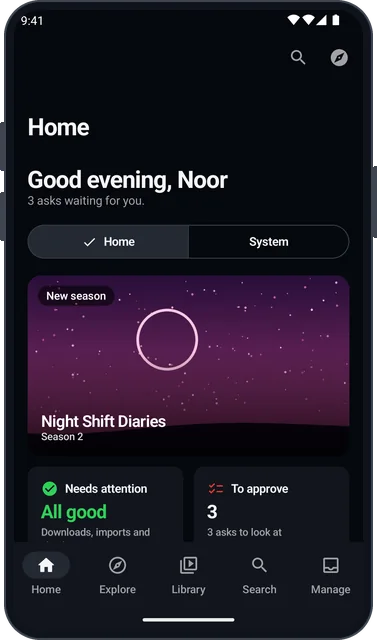 9:41
Home
Good evening, Noor
3 asks waiting for you.
Home
System
New season
Night Shift Diaries
Season 2
Needs attention
All good
Downloads, imports and
To approve
3
3 asks to look at
Home
Explore
Library
Search
Manage